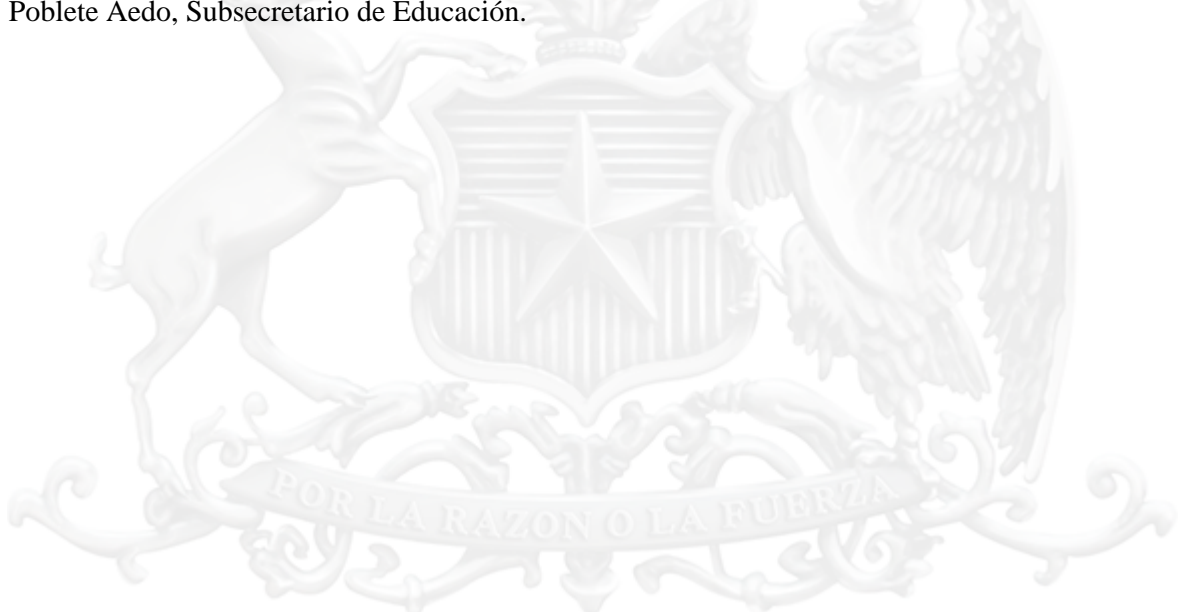 Poblete Aedo, Subsecretario de Educación.
POR LA RAZON O LA FUERZA